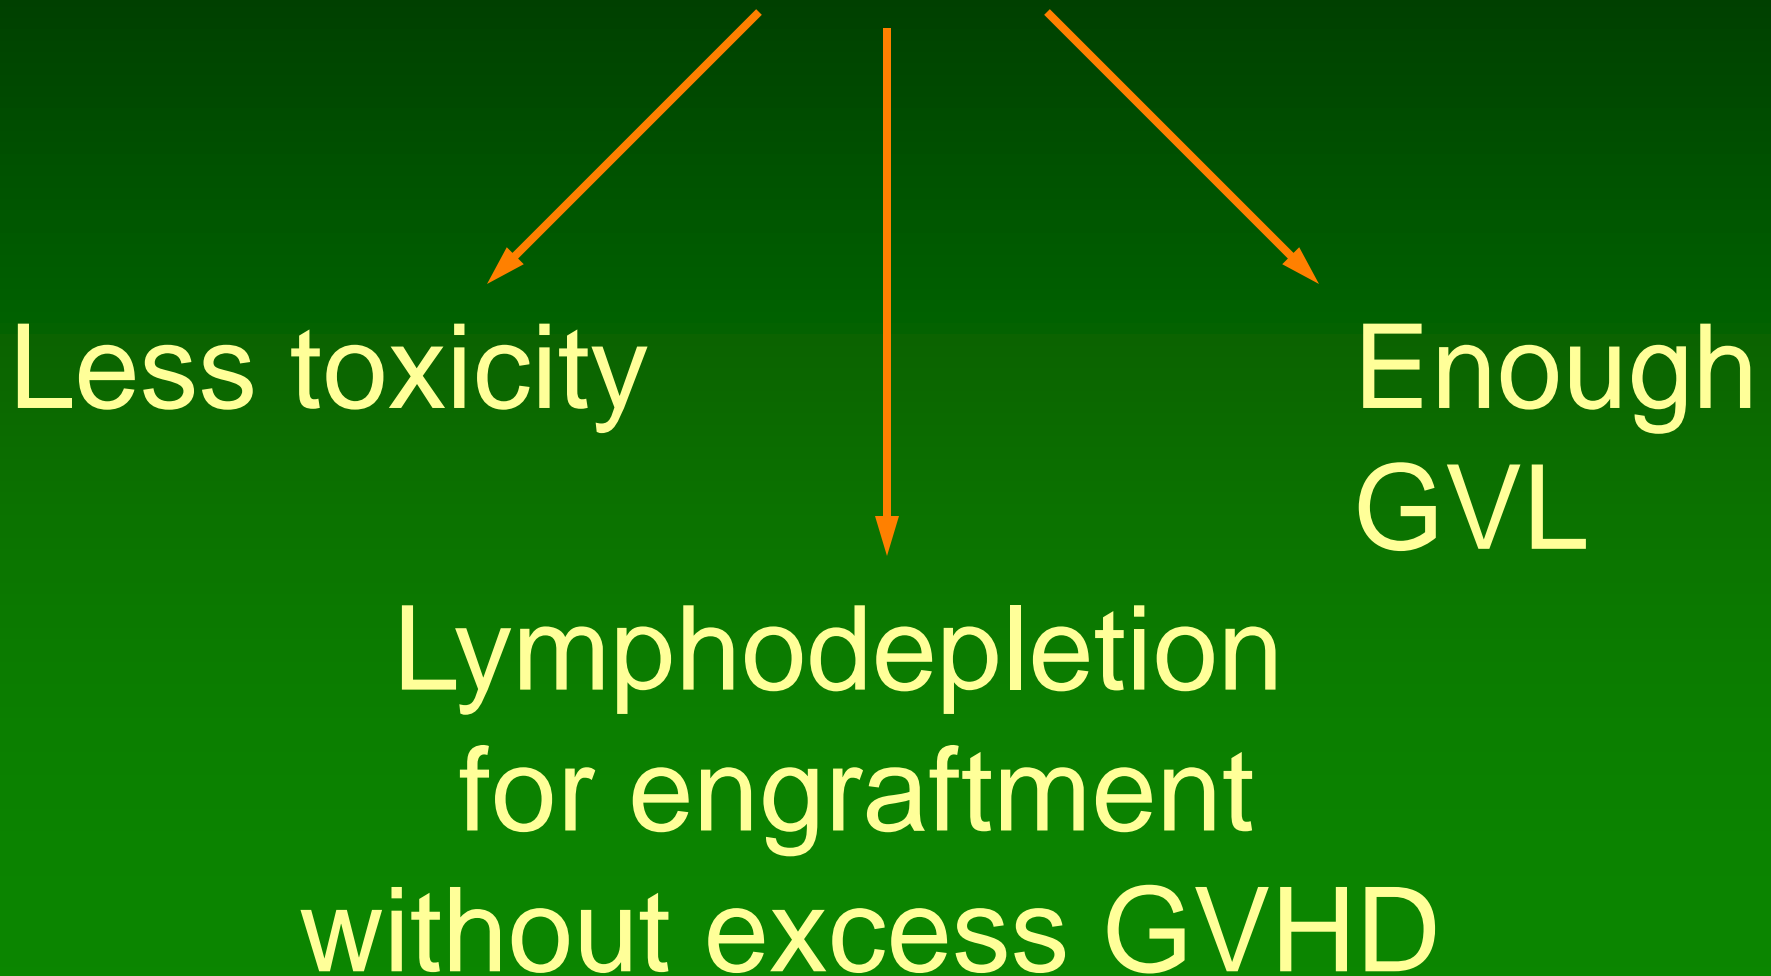 Less toxicity
Enough
GVL
Lymphodepletion
for engraftment
without excess GVHD